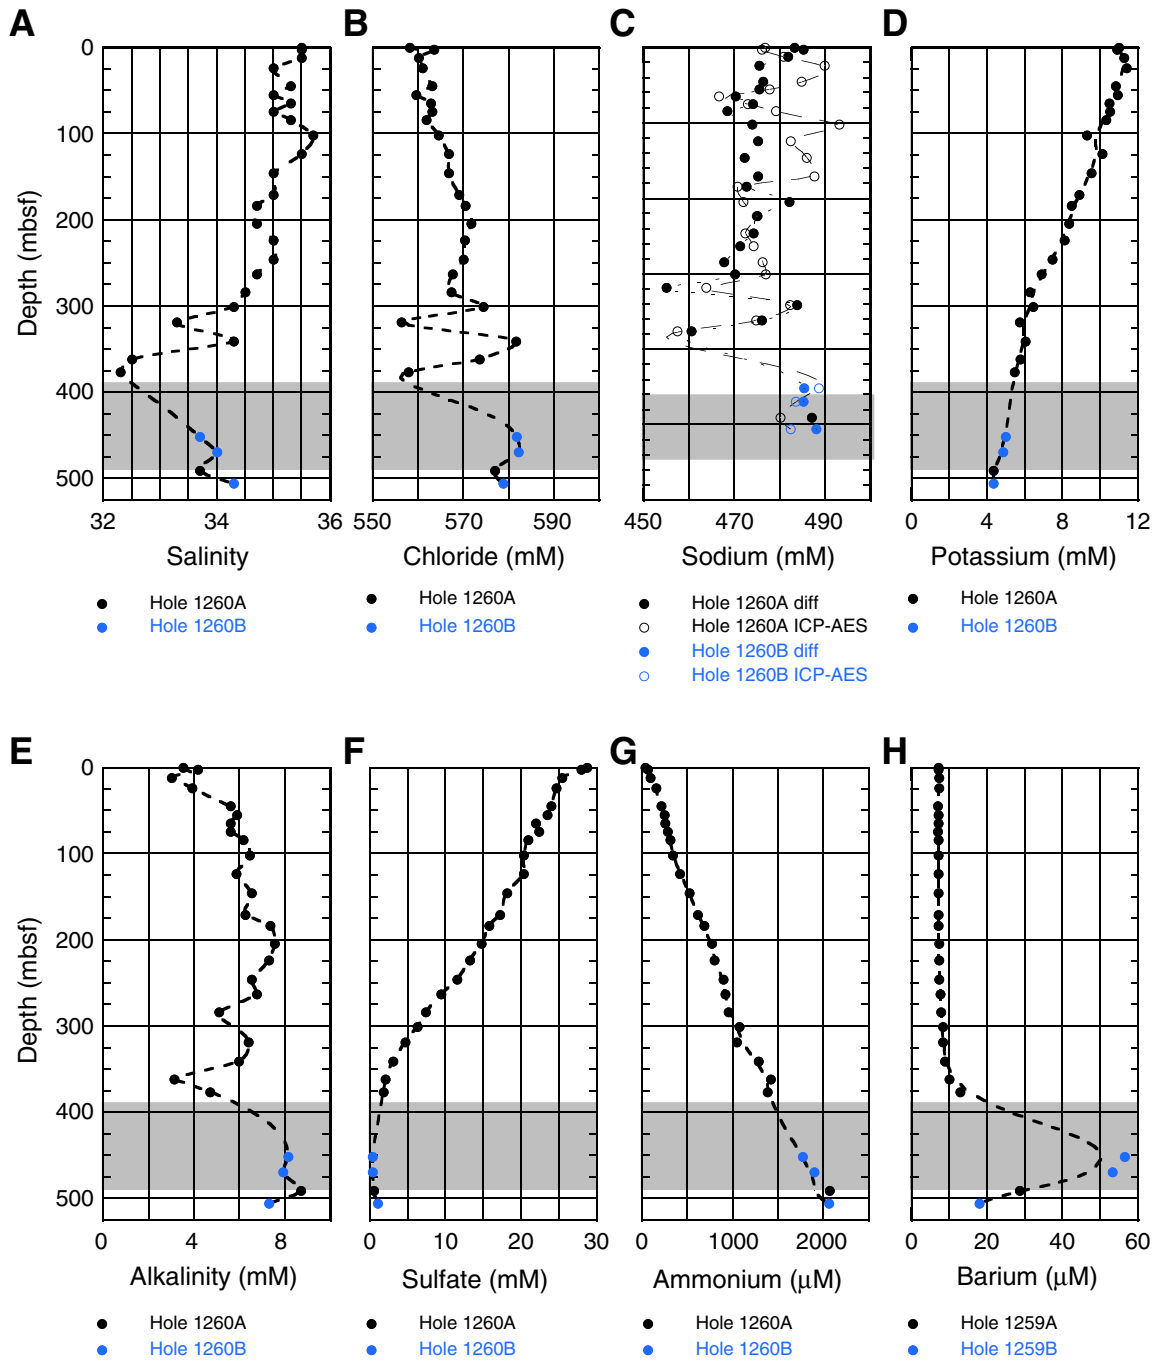 A B C D
0
100
200
300
400
500
Depth (mbsf)
32 34 36 550 570 590 450 470 490 0 4 8 12
Salinity Chloride (mM) Sodium (mM) Potassium (mM)
Hole 1260A
Hole 1260B
Hole 1260A
Hole 1260B
Hole 1260A diff
Hole 1260A ICP-AES
Hole 1260B diff
Hole 1260B ICP-AES
Hole 1260A
Hole 1260B
E F G H
0
100
200
300
400
500
Depth (mbsf)
0 4 8 0 10 20 30 0 1000 2000 0 20 40 60
Alkalinity (mM) Sulfate (mM) Ammonium (μM) Barium (μM)
Hole 1260A
Hole 1260B
Hole 1260A
Hole 1260B
Hole 1260A
Hole 1260B
Hole 1259A
Hole 1259B